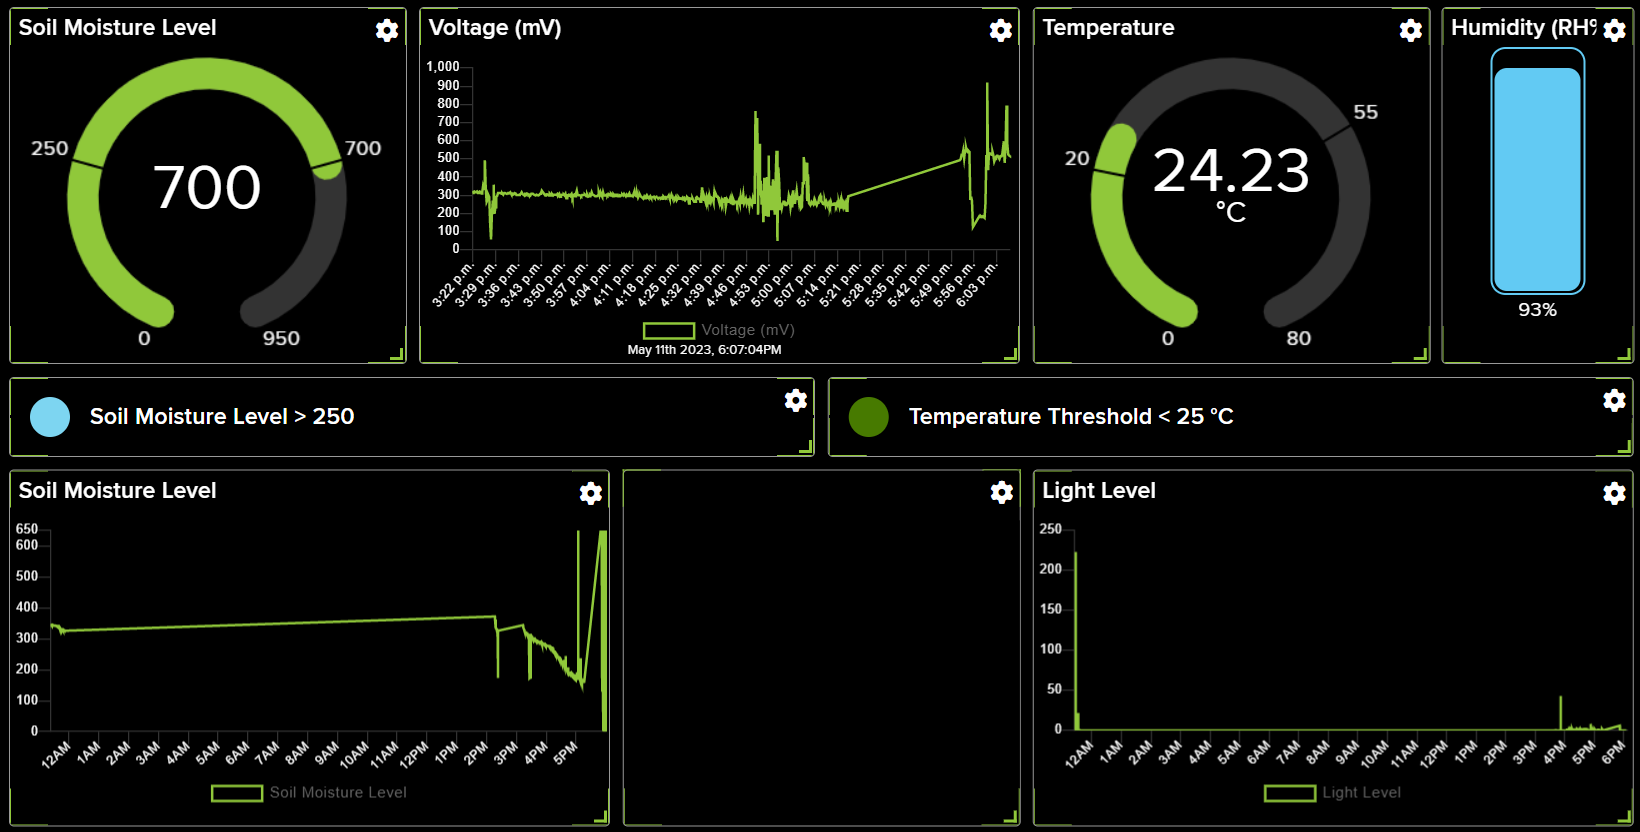 Soil Moisture Level
250
700
700
0
950
Voltage (mV)
1,000
900
800
700
600
500
400
300
200
100
0
3:22 p.m.
3:29 p.m.
3:36 p.m.
3:43 p.m.
3:50 p.m.
3:57 p.m.
4:04 p.m.
4:11 p.m.
4:18 p.m.
4:25 p.m.
4:32 p.m.
4:39 p.m.
4:46 p.m.
4:53 p.m.
5:00 p.m.
5:07 p.m.
5:14 p.m.
5:21 p.m.
5:28 p.m.
5:35 p.m.
5:42 p.m.
5:49 p.m.
5:56 p.m.
6:03 p.m.
Voltage (mV)
May 11th 2023, 6:07:04PM
Temperature
55
20
24.23
°C
0
80
Humidity (RH%
93%
Soil Moisture Level > 250
Temperature Threshold < 25 °C
Soil Moisture Level
650
600
500
400
300
200
100
0
12AM
1AM
2AM
3AM
4AM
5AM
6AM
7AM
8AM
9AM
10AM
11AM
12PM
1PM
2PM
3PM
4PM
5PM
Soil Moisture Level
Light Level
250
200
150
100
50
0
12AM
1AM
2AM
3AM
4AM
5AM
6AM
7AM
8AM
9AM
10AM
11AM
12PM
1PM
2PM
3PM
4PM
5PM
6PM
Light Level